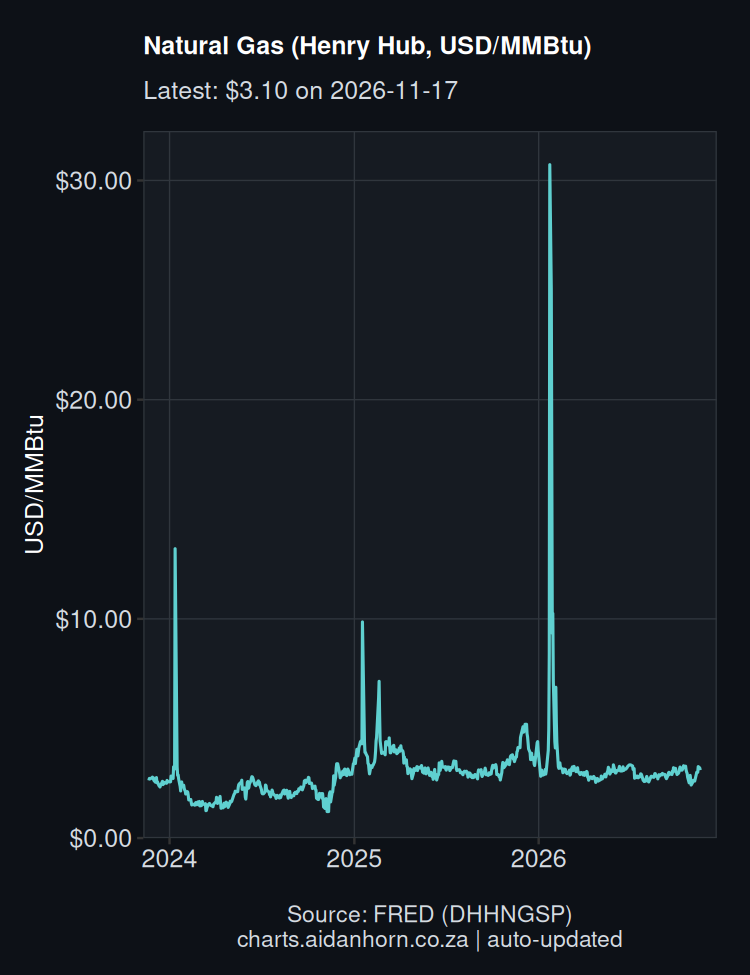 Natural Gas (Henry Hub, USD/MMBtu)
Latest: $3.10 on 2026-11-17
$30.00
$20.00
$10.00
$0.00
USD/MMBtu
2024
2025
2026
Source: FRED (DHHNGSP)
charts.aidanhorn.co.za | auto-updated